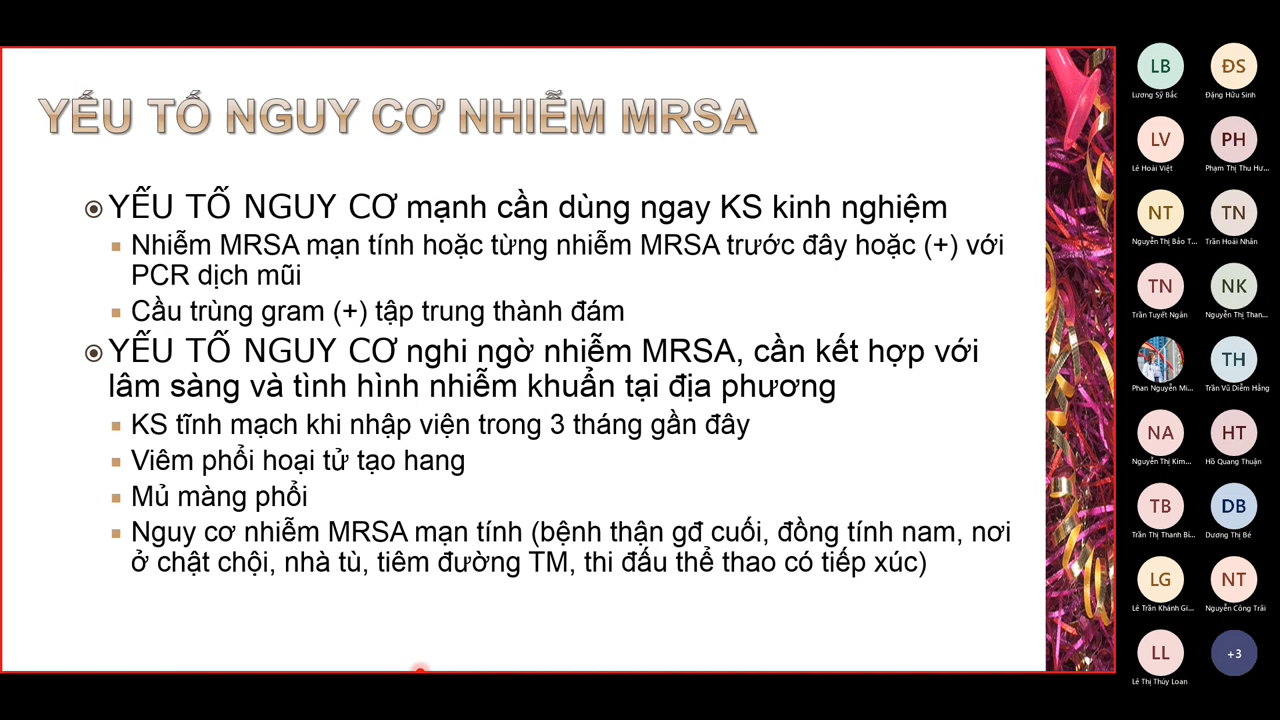 YẾU TỐ NGUY CƠ NHIỄM MRSA
YẾU TỐ NGUY CƠ mạnh cần dùng ngay KS kinh nghiệm
Nhiễm MRSA mạn tính hoặc từng nhiễm MRSA trước đây hoặc (+) với
PCR dịch mũi
Cầu trùng gram (+) tập trung thành đám
YẾU TỐ NGUY CƠ nghi ngờ nhiễm MRSA, cần kết hợp với
lâm sàng và tình hình nhiễm khuẩn tại địa phương
KS tĩnh mạch khi nhập viện trong 3 tháng gần đây
Viêm phổi hoại tử tạo hang
Mủ màng phổi
Nguy cơ nhiễm MRSA mạn tính (bệnh thận gđ cuối, đồng tính nam, nơi
ở chật chội, nhà tù, tiêm đường TM, thi đấu thể thao có tiếp xúc)
LB ĐS
Lương Sỹ Bắc Đặng Hữu Sinh
LV PH
Lê Hoài Việt Phạm Thị Thu Hư...
NT TN
Nguyễn Thị Bảo T... Trần Hoài Nhân
TN NK
Trần Tuyết Ngân Nguyễn Thị Than...
TH
Phan Nguyễn Mi... Trần Vũ Diễm Hằng
NA HT
Nguyễn Thị Kim... Hồ Quang Thuận
TB DB
Trần Thị Thanh Bì... Dương Thị Bé
LG NT
Lê Trần Khánh Gi... Nguyễn Công Trãi
LL +3
Lê Thị Thúy Loan